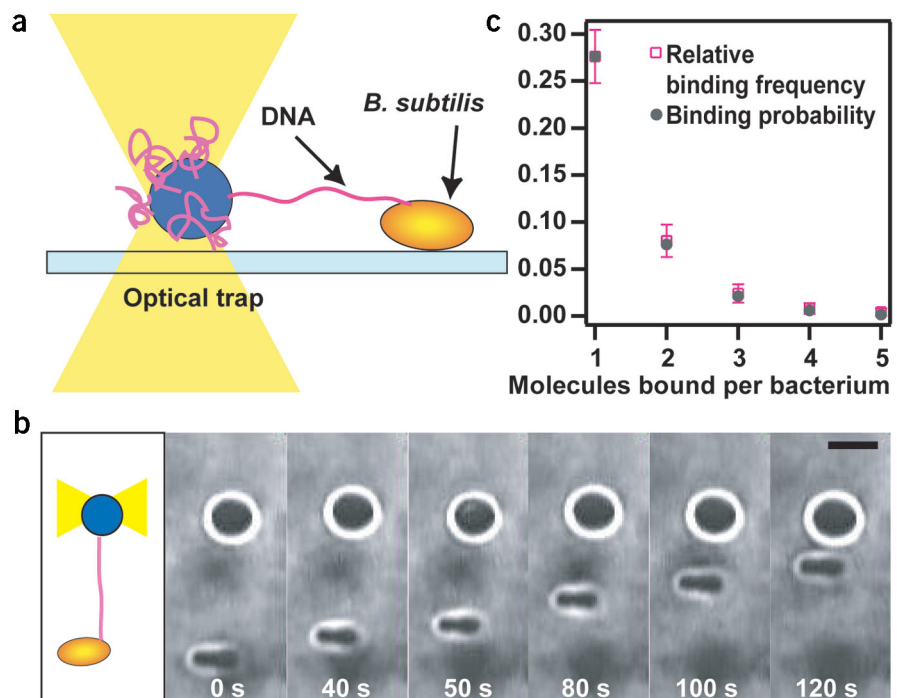 a
DNA
B. subtilis
Optical trap
c
0.30
0.25
0.20
0.15
0.10
0.05
0.00
Relative
binding frequency
Binding probability
1 2 3 4 5
Molecules bound per bacterium
b
0 s 40 s 50 s 80 s 100 s 120 s